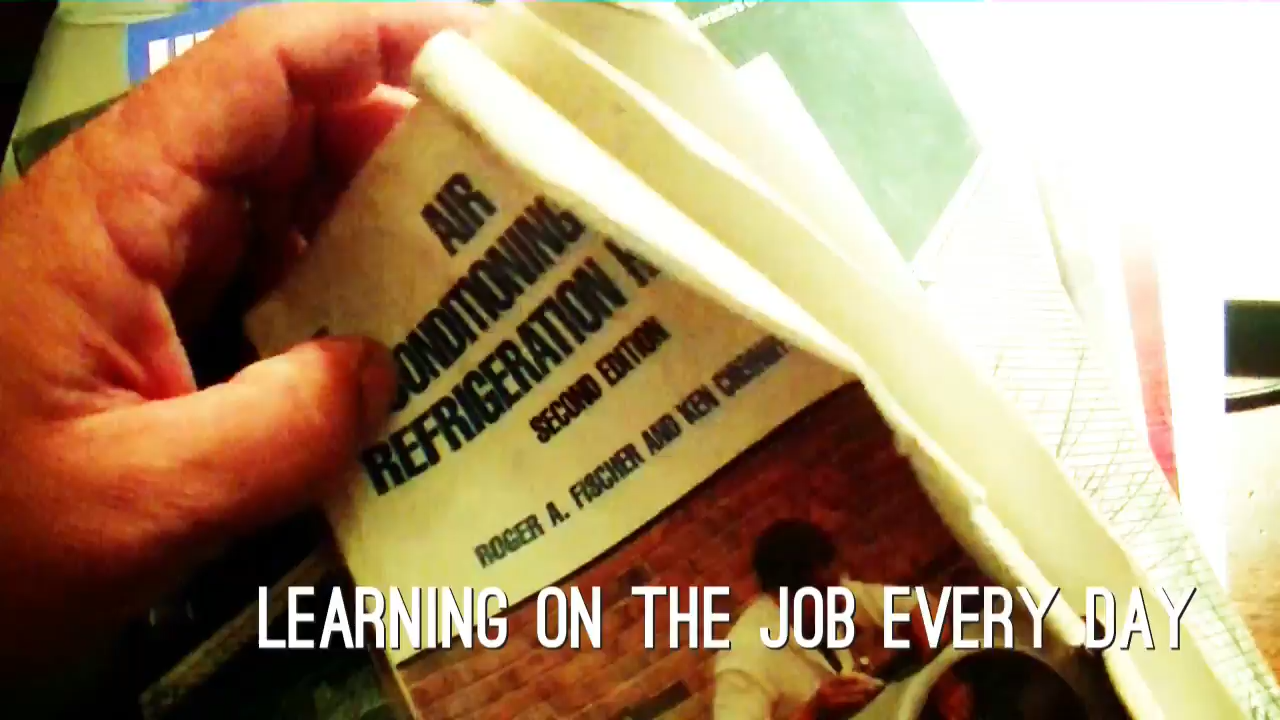 AIR
CONDITIONING
REFRIGERATION
SECOND EDITION
ROGER A. FISCHER AND KEN
LEARNING ON THE JOB EVERY DAY